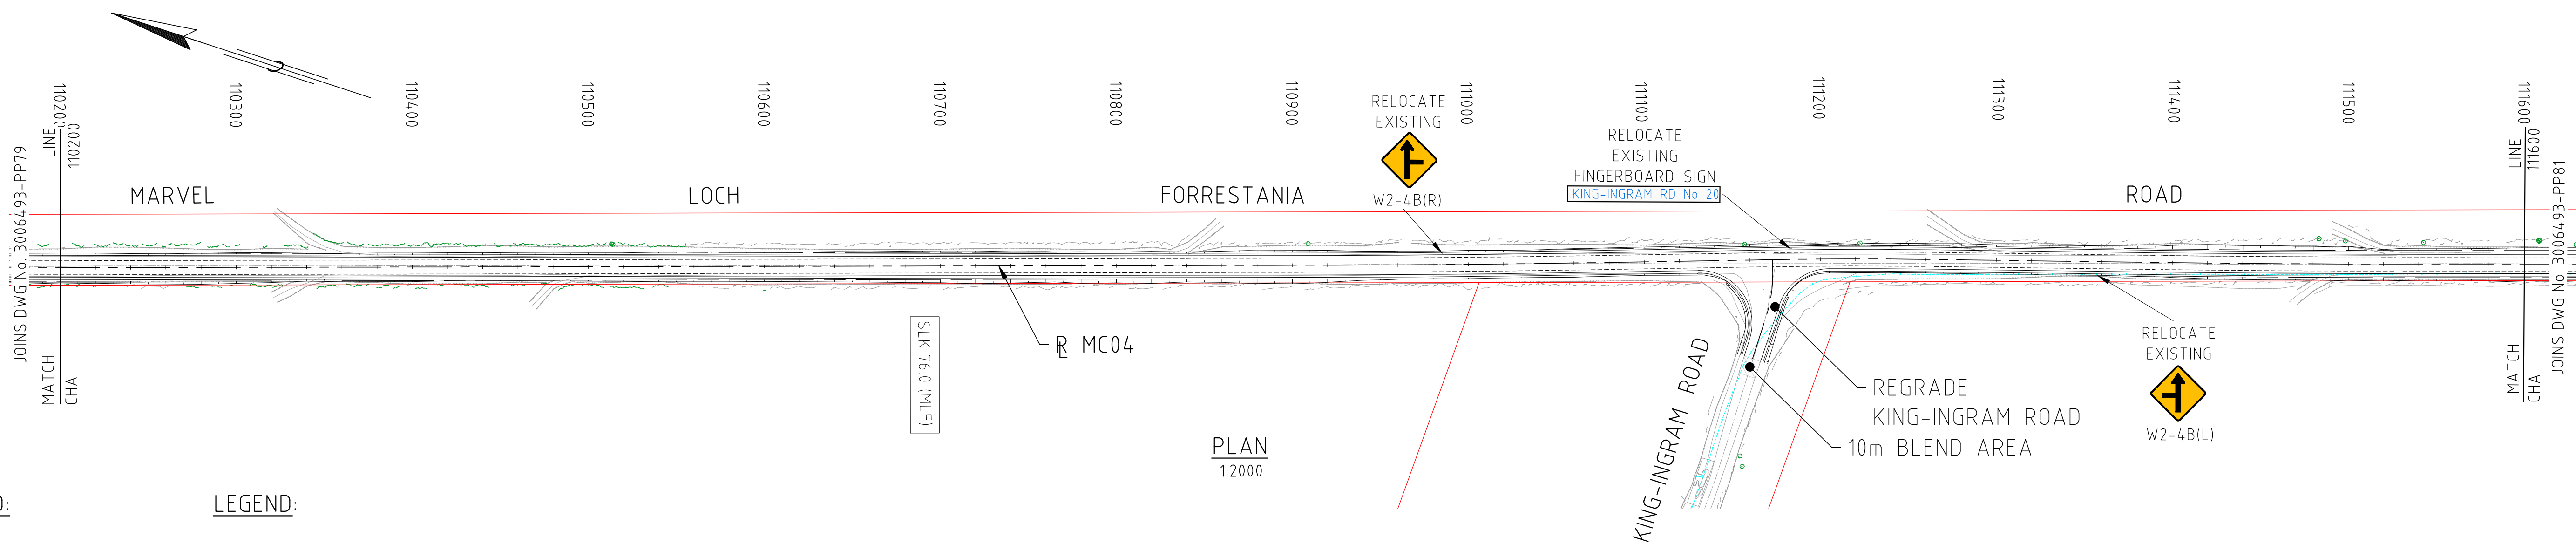 110200
110300
110400
110500
110600
110700
110800
110900
111000
111100
111200
111300
111400
111500
111600
JOINS DWG No. 3006493-PP79
MATCH LINE
CHA 110200
MARVEL LOCH FORRESTANIA ROAD
RELOCATE
EXISTING
W2-4B(R)
RELOCATE
EXISTING
FINGERBOARD SIGN
KING-INGRAM RD No 20
MATCH LINE
CHA 111600
JOINS DWG No. 3006493-PP81
SLK 76.0 (MLF)
RL MC04
KING-INGRAM ROAD
REGRADE
KING-INGRAM ROAD
10m BLEND AREA
RELOCATE
EXISTING
W2-4B(L)
PLAN
1:2000
LEGEND: